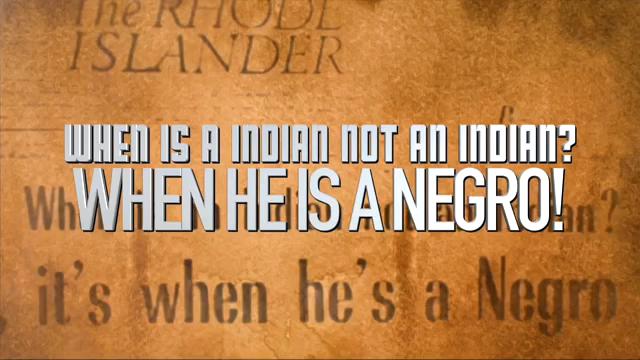 The RHODE
ISLANDER
WHEN IS A INDIAN NOT AN INDIAN?
WHEN HE IS A NEGRO!
it's when he's a Negro